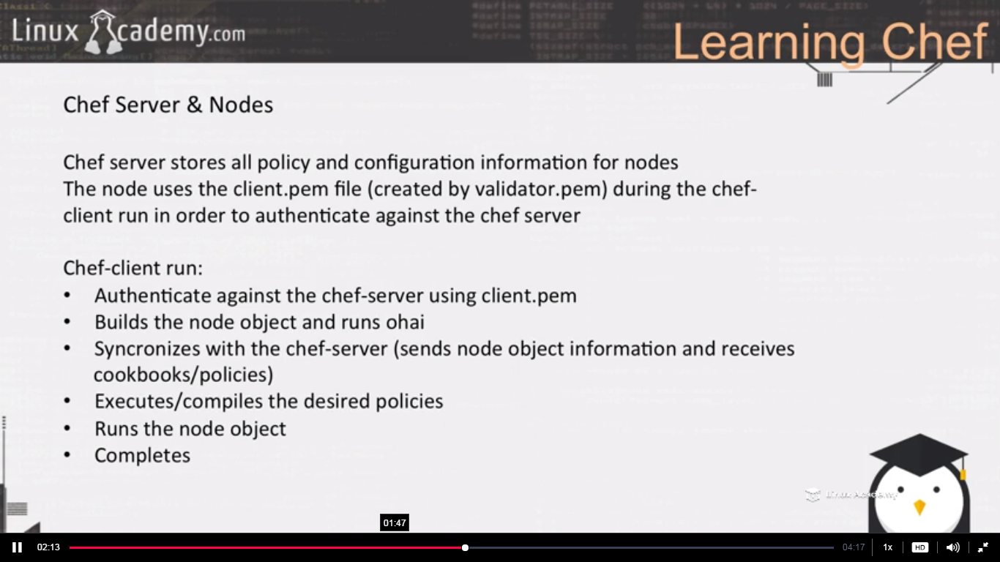 Linux Academy.com
Learning Chef
Chef Server & Nodes
Chef server stores all policy and configuration information for nodes
The node uses the client.pem file (created by validator.pem) during the chef-
client run in order to authenticate against the chef server
Chef-client run:
• Authenticate against the chef-server using client.pem
• Builds the node object and runs ohai
• Syncronizes with the chef-server (sends node object information and receives
cookbooks/policies)
• Executes/compiles the desired policies
• Runs the node object
• Completes
Linux Academy
01:47
02:13
04:17
1x
HD